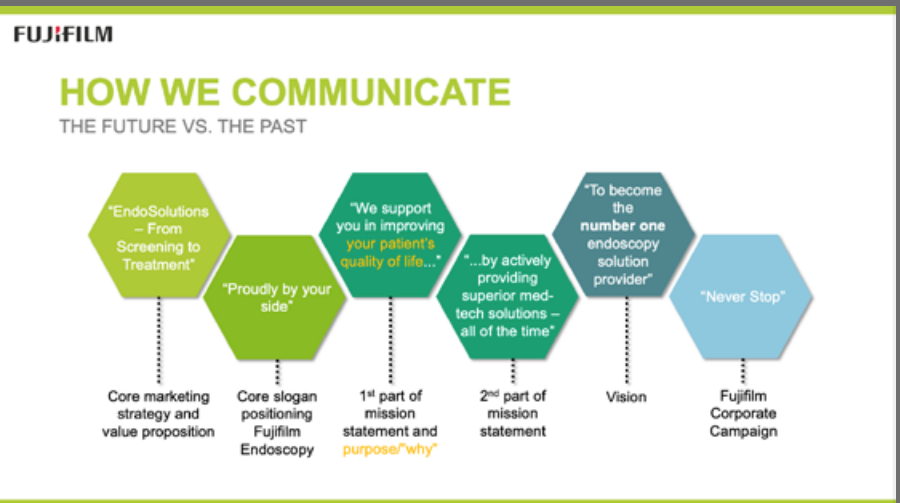 FUJIFILM
HOW WE COMMUNICATE
THE FUTURE VS. THE PAST
"EndoSolutions
– From
Screening to
Treatment"
"Proudly by your
side"
"We support
you in improving
your patient's
quality of life..."
"...by actively
providing
superior med-
tech solutions –
all of the time"
"To become
the
number one
endoscopy
solution
provider"
"Never Stop"
Core marketing
strategy and
value proposition
Core slogan
positioning
Fujifilm
Endoscopy
1st part of
mission
statement and
purpose/"why"
2nd part of
mission
statement
Vision
Fujifilm
Corporate
Campaign